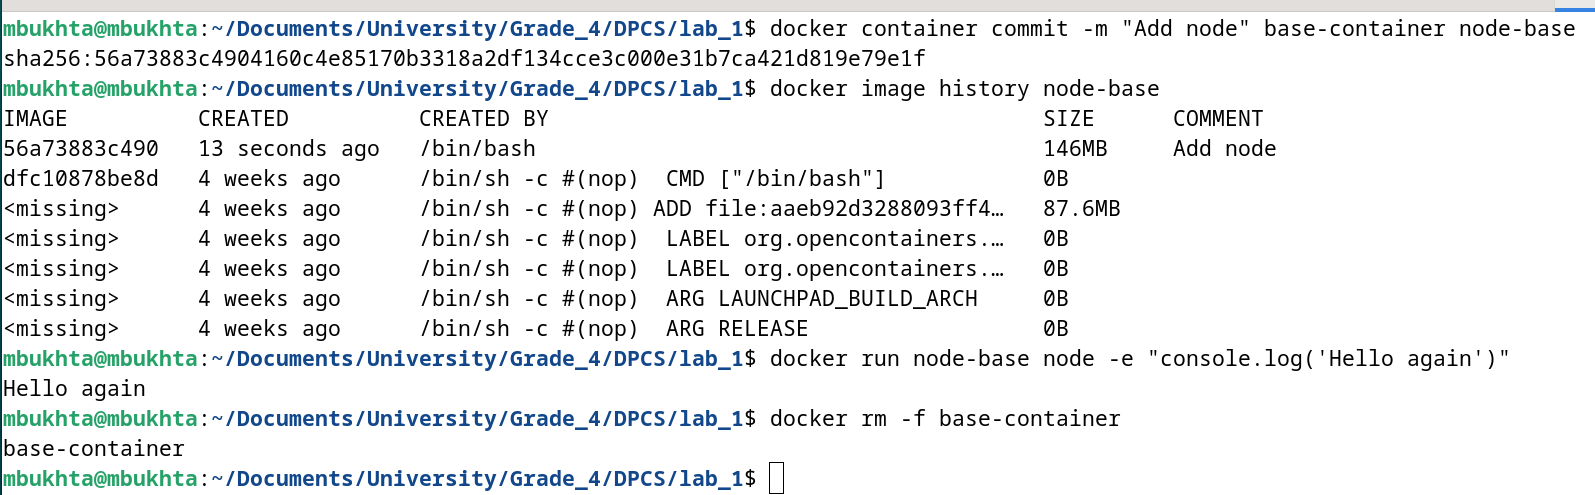 mbukhta@mbukhta:~/Documents/University/Grade_4/DPCS/lab_1$ docker container commit -m "Add node" base-container node-base
sha256:56a73883c4904160c4e85170b3318a2df134cce3c000e31b7ca421d819e79e1f
mbukhta@mbukhta:~/Documents/University/Grade_4/DPCS/lab_1$ docker image history node-base
IMAGE          CREATED          CREATED BY                                      SIZE      COMMENT
56a73883c490   13 seconds ago   /bin/bash                                       146MB     Add node
dfc10878be8d   4 weeks ago      /bin/sh -c #(nop)  CMD ["/bin/bash"]            0B
<missing>      4 weeks ago      /bin/sh -c #(nop) ADD file:aaeb92d3288093ff4…   87.6MB
<missing>      4 weeks ago      /bin/sh -c #(nop)  LABEL org.opencontainers.…   0B
<missing>      4 weeks ago      /bin/sh -c #(nop)  LABEL org.opencontainers.…   0B
<missing>      4 weeks ago      /bin/sh -c #(nop)  ARG LAUNCHPAD_BUILD_ARCH     0B
<missing>      4 weeks ago      /bin/sh -c #(nop)  ARG RELEASE                  0B
mbukhta@mbukhta:~/Documents/University/Grade_4/DPCS/lab_1$ docker run node-base node -e "console.log('Hello again')"
Hello again
mbukhta@mbukhta:~/Documents/University/Grade_4/DPCS/lab_1$ docker rm -f base-container
base-container
mbukhta@mbukhta:~/Documents/University/Grade_4/DPCS/lab_1$